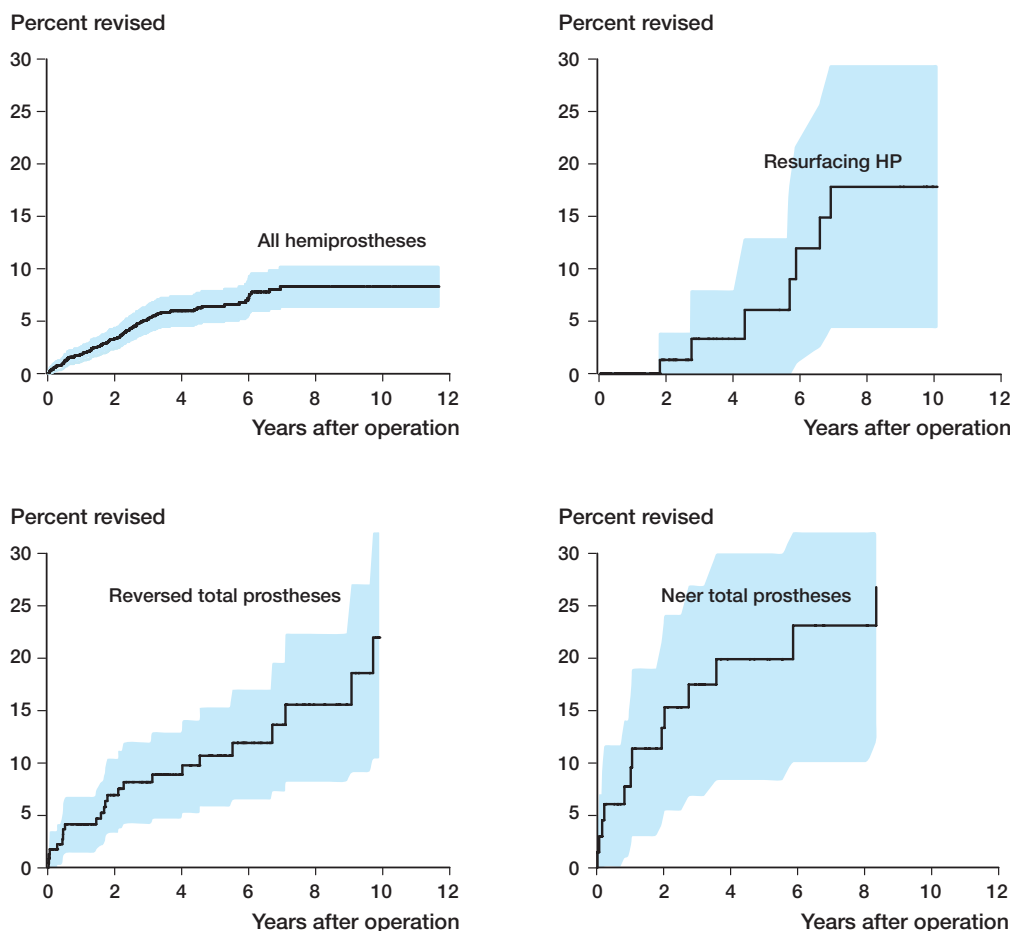 Percent revised
30
25
20
15
10
5
0
All hemiprostheses
0 2 4 6 8 10 12
Years after operation
Percent revised
30
25
20
15
10
5
0
Resurfacing HP
0 2 4 6 8 10 12
Years after operation
Percent revised
30
25
20
15
10
5
0
Reversed total prostheses
0 2 4 6 8 10 12
Years after operation
Percent revised
30
25
20
15
10
5
0
Neer total prostheses
0 2 4 6 8 10 12
Years after operation